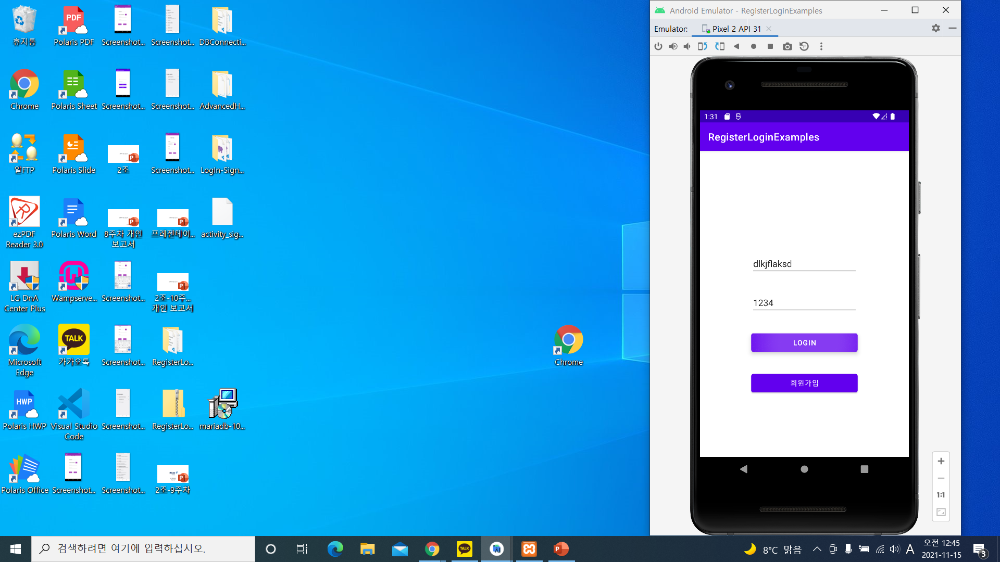 휴지통
Polaris PDF
Screenshot...
Screenshot...
DBConnecti...
Chrome
Polaris Sheet
Screenshot...
Screenshot...
AdvancedH...
알FTP
Polaris Slide
2조
Screenshot...
LogIn-Sign...
ezPDF
Reader 3.0
Polaris Word
8주차 개인
보고서
프레젠테이...
activity_sig...
LG DnA
Center Plus
Wampserve...
Screenshot...
2조-10주...
개인 보고서
Microsoft
Edge
카카오톡
Screenshot...
RegisterLo...
Chrome
Polaris HWP
Visual Studio
Code
Screenshot...
RegisterLo...
mariadb-10...
Polaris Office
Screenshot...
Screenshot...
2조-9주차
PDF
HWP
TALK
Android Emulator - RegisterLoginExamples
Emulator:
Pixel 2 API 31
1:31
RegisterLoginExamples
dlkjflaksd
1234
LOGIN
회원가입
1:1
검색하려면 여기에 입력하십시오.
TALK
8°C 맑음
A
오전 12:45
2021-11-15
3